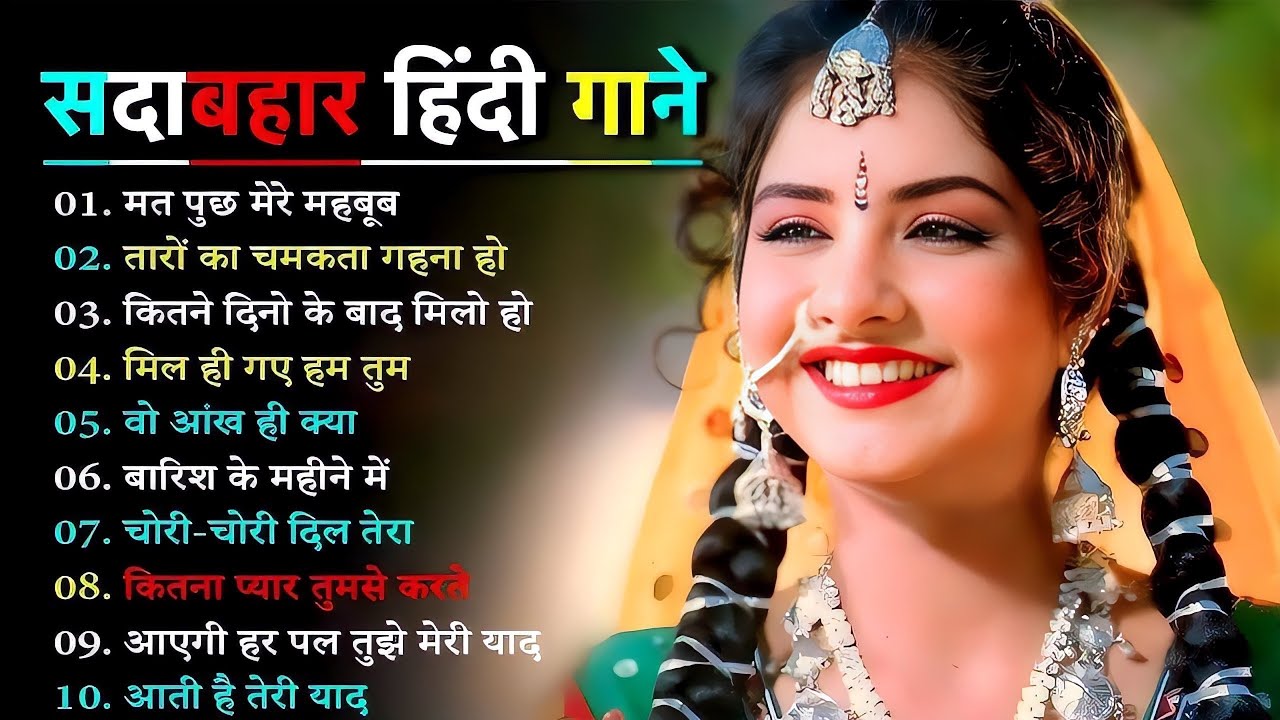 सदाबहार हिंदी गाने
01. मत पुछ मेरे महबूब
02. तारों का चमकता गहना हो
03. कितने दिनो के बाद मिलो हो
04. मिल ही गए हम तुम
05. वो आंख ही क्या
06. बारिश के महीने में
07. चोरी-चोरी दिल तेरा
08. कितना प्यार तुमसे करते
09. आएगी हर पल तुझे मेरी याद
10. आती है तेरी याद